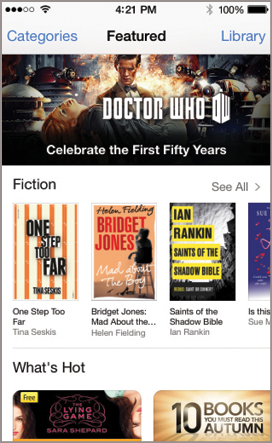 4:21 PM 100%
Categories Featured Library
DOCTOR WHO DW
Celebrate the First Fifty Years
Fiction See All >
ONE
STEP
TOO
FAR
TINA SESKIS
Helen Fielding
BRIDGET
JONES
Mad about
The Boy
IAN
RANKIN
SAINTS OF THE
SHADOW BIBLE
One Step Too
Far
Tina Seskis
Bridget Jones:
Mad About the...
Helen Fielding
Saints of the
Shadow Bible
Ian Rankin
Is this
Sue M
What's Hot
Free
THE
LYING
GAME
SARA SHEPARD
10 BOOKS
YOU MUST READ THIS
AUTUMN